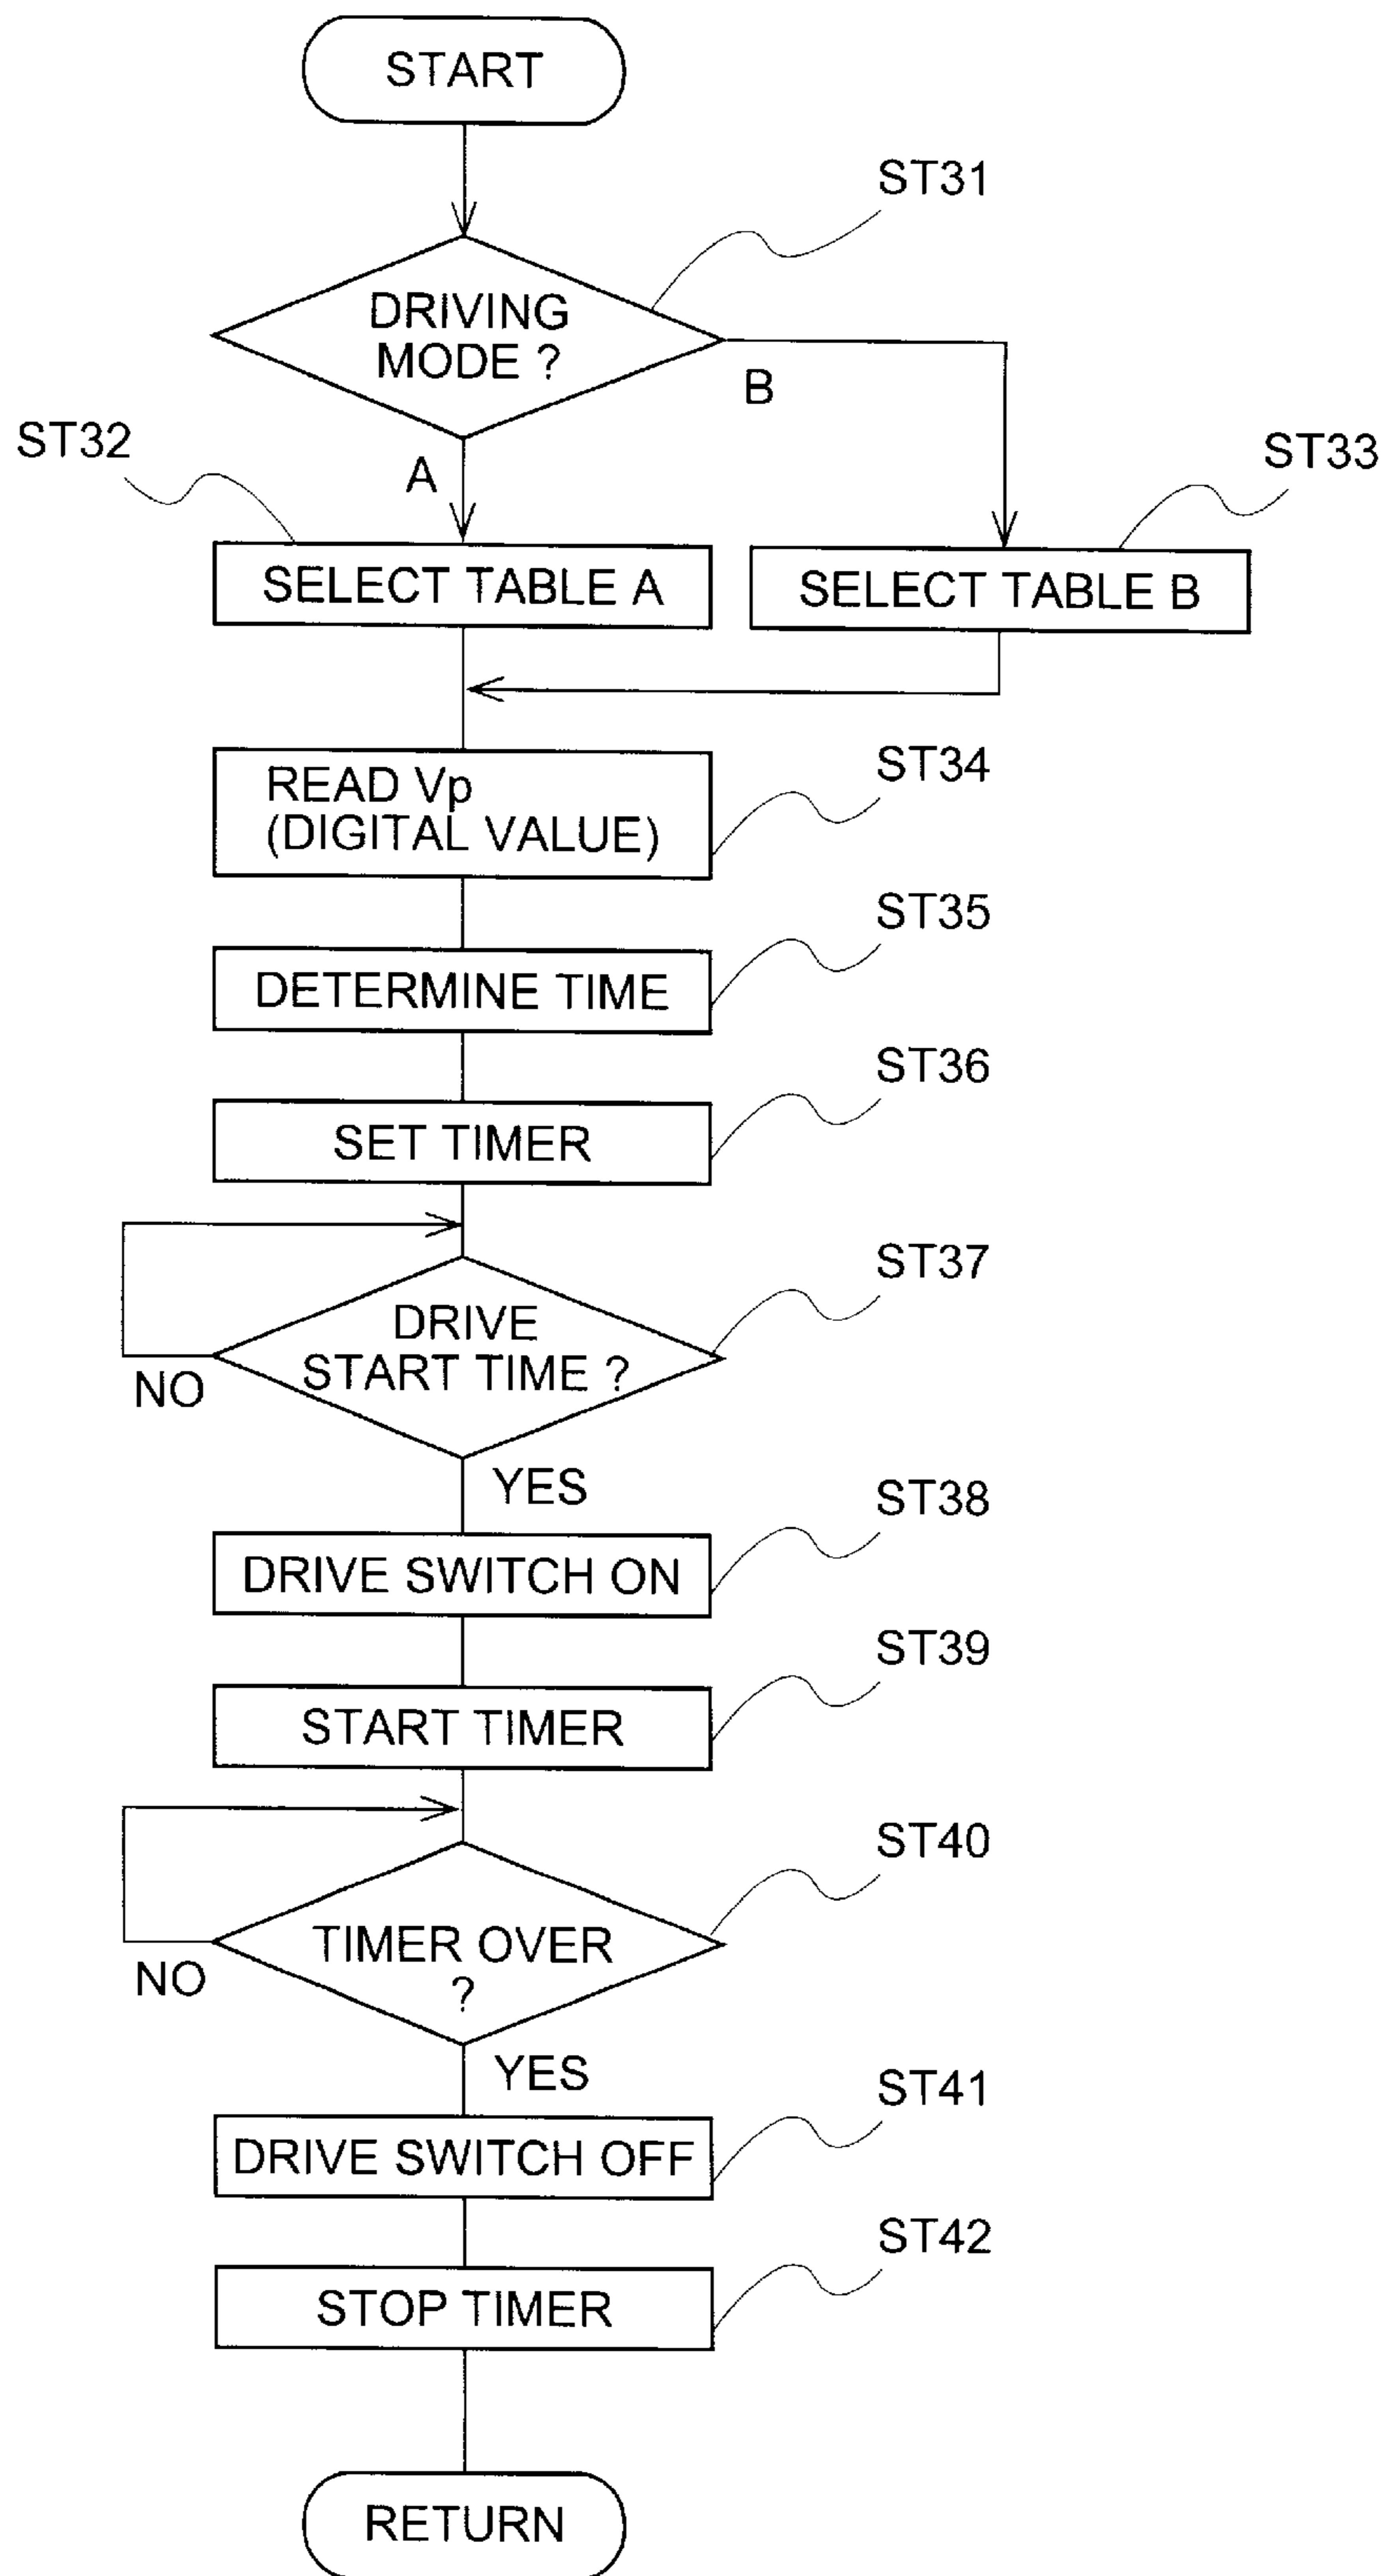 START
ST31
DRIVING
MODE ?
B
ST32
A
ST33
SELECT TABLE A
SELECT TABLE B
READ Vp
(DIGITAL VALUE)
ST34
ST35
DETERMINE TIME
ST36
SET TIMER
ST37
DRIVE
START TIME ?
NO
YES
ST38
DRIVE SWITCH ON
ST39
START TIMER
ST40
TIMER OVER
?
NO
YES
ST41
DRIVE SWITCH OFF
ST42
STOP TIMER
RETURN